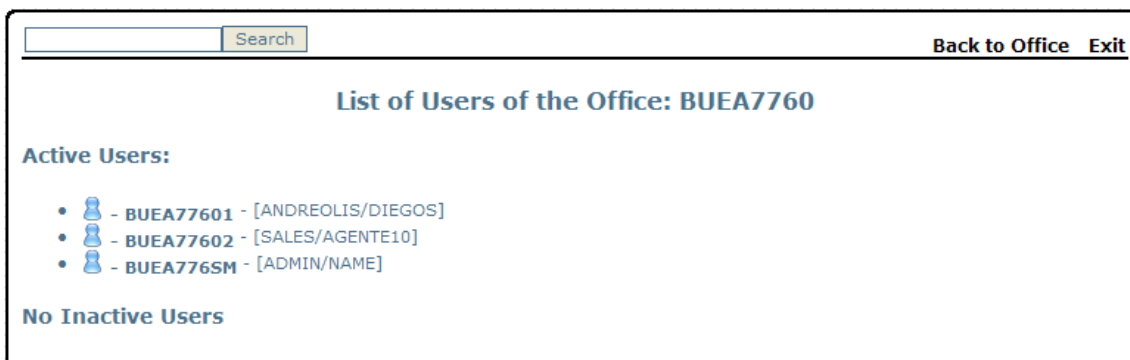 Search
Back to Office Exit
List of Users of the Office: BUEA7760
Active Users:
• - BUEA77601 - [ANDREOLIS/DIEGOS]
• - BUEA77602 - [SALES/AGENTE10]
• - BUEA776SM - [ADMIN/NAME]
No Inactive Users